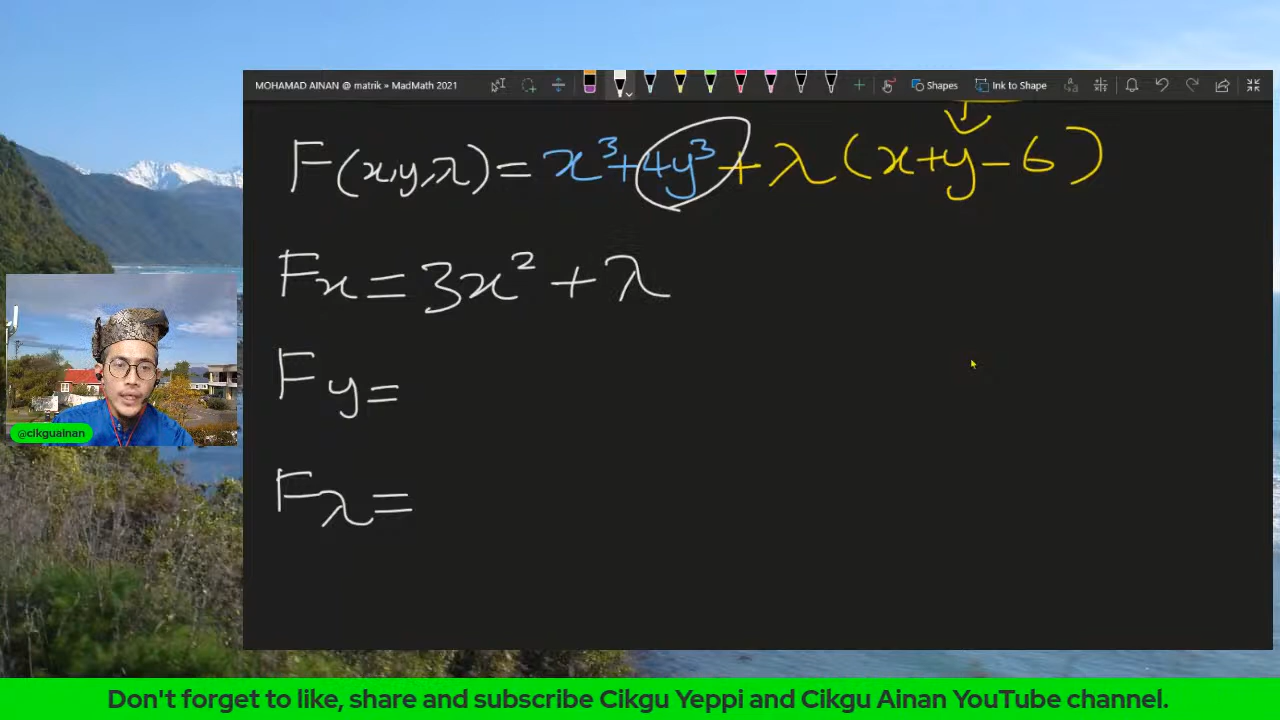 MOHAMAD AINAN @ matrik » MadMath 2021
Shapes
Ink to Shape
F(x,y,λ) = x³+4y³ + λ(x+y-6)
Fx = 3x² + λ
Fy =
Fλ =
@cikguainan
Don't forget to like, share and subscribe Cikgu Yeppi and Cikgu Ainan YouTube channel.